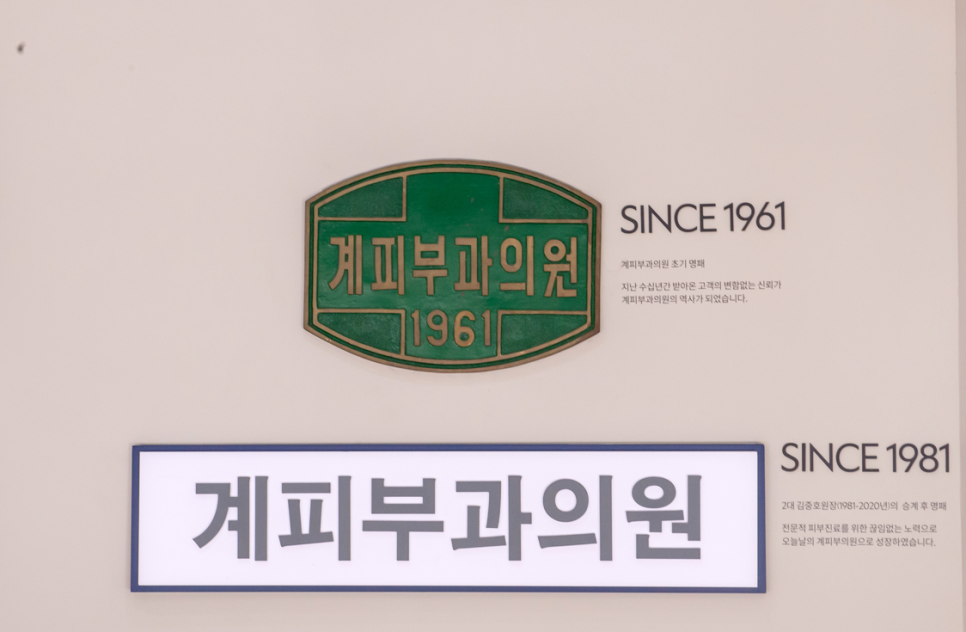 계피부과의원
1961
SINCE 1961
계피부과의원 초기 명패
지난 수십년간 받아온 고객의 변함없는 신뢰가
계피부과의원의 역사가 되었습니다.
계피부과의원
SINCE 1981
2대 김중호원장(1981-2020년)의 승계 후 명패
전문적 피부진료를 위한 끊임없는 노력으로
오늘날의 계피부의원으로 성장하였습니다.